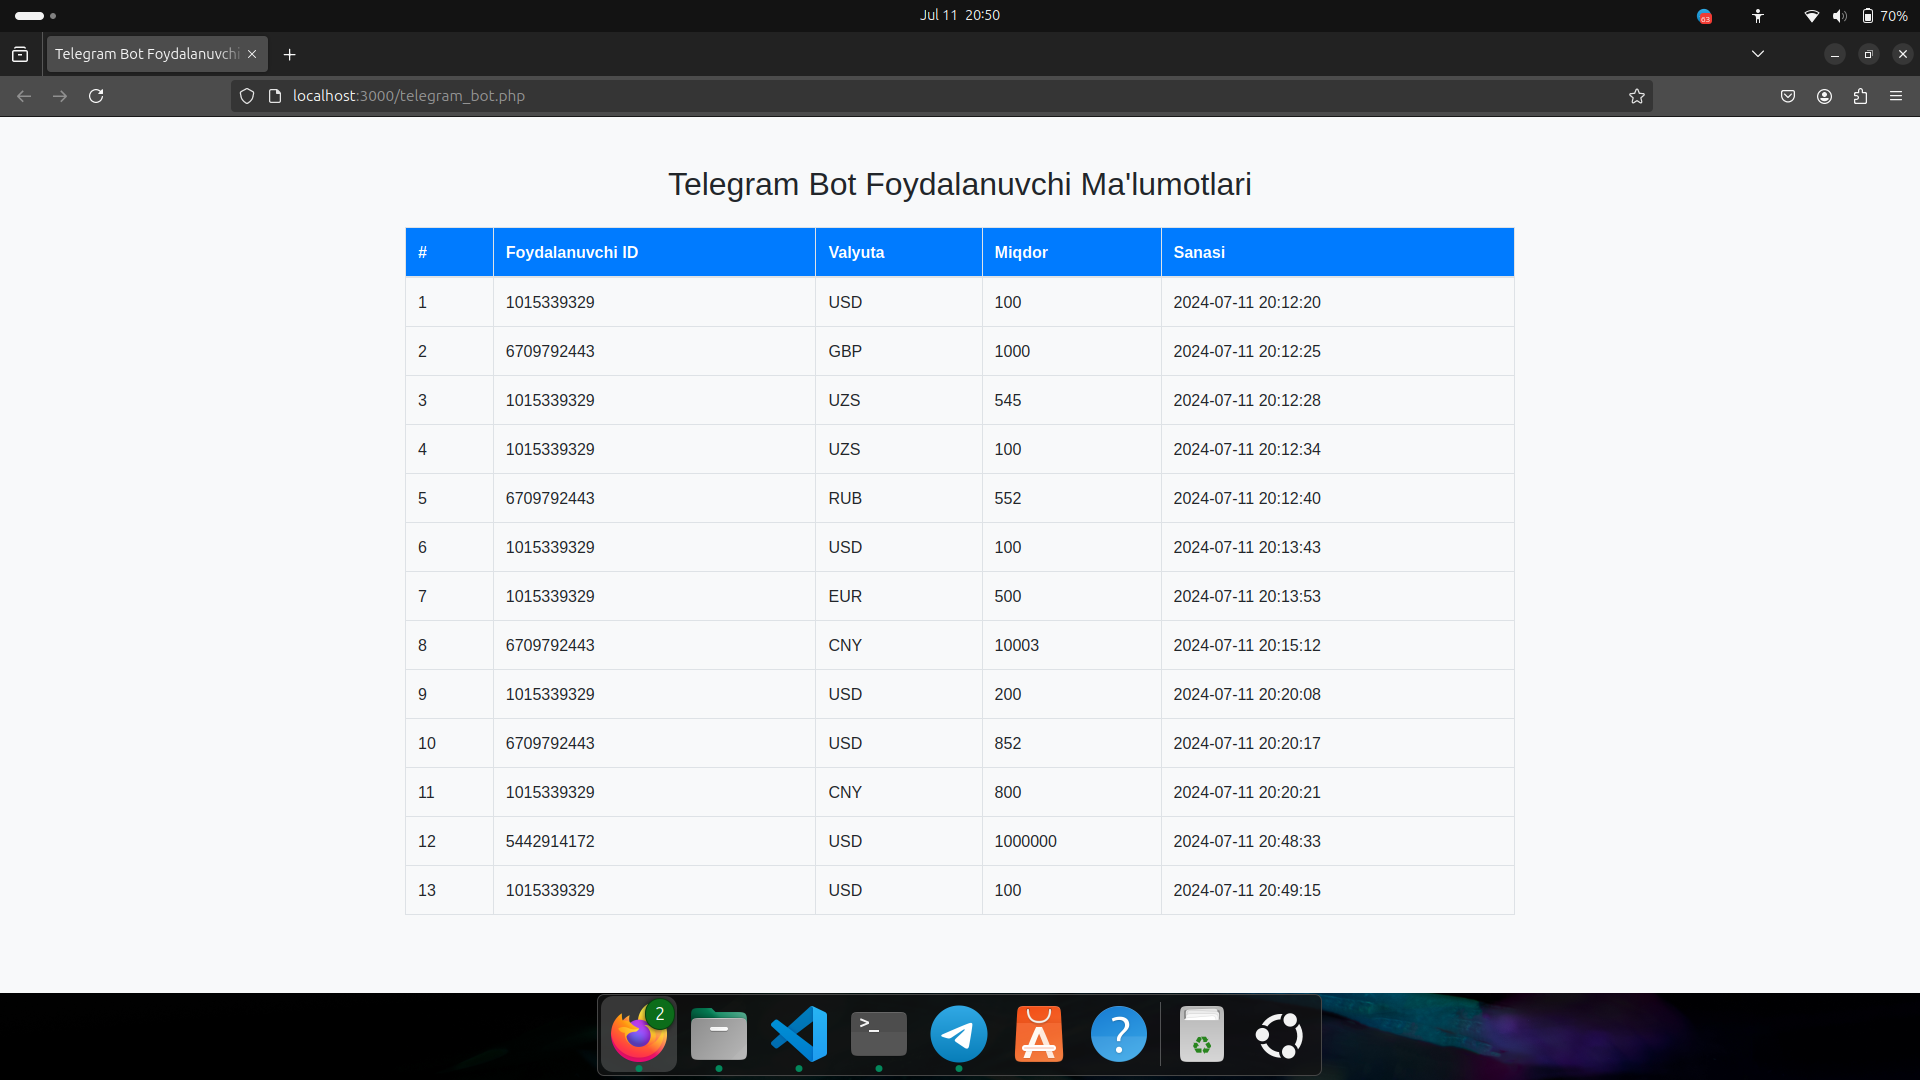 Jul 11 20:50
63
70%
Telegram Bot Foydalanuvchi
localhost:3000/telegram_bot.php
Telegram Bot Foydalanuvchi Ma'lumotlari
# Foydalanuvchi ID Valyuta Miqdor Sanasi
1 1015339329 USD 100 2024-07-11 20:12:20
2 6709792443 GBP 1000 2024-07-11 20:12:25
3 1015339329 UZS 545 2024-07-11 20:12:28
4 1015339329 UZS 100 2024-07-11 20:12:34
5 6709792443 RUB 552 2024-07-11 20:12:40
6 1015339329 USD 100 2024-07-11 20:13:43
7 1015339329 EUR 500 2024-07-11 20:13:53
8 6709792443 CNY 10003 2024-07-11 20:15:12
9 1015339329 USD 200 2024-07-11 20:20:08
10 6709792443 USD 852 2024-07-11 20:20:17
11 1015339329 CNY 800 2024-07-11 20:20:21
12 5442914172 USD 1000000 2024-07-11 20:48:33
13 1015339329 USD 100 2024-07-11 20:49:15
2